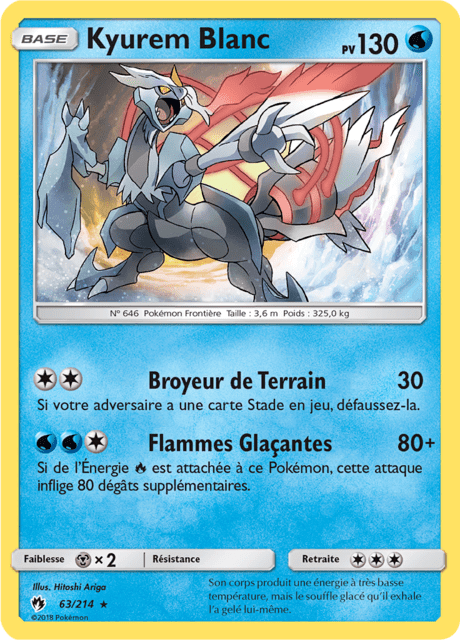 BASE Kyurem Blanc PV 130
N° 646 Pokémon Frontière Taille : 3,6 m Poids : 325,0 kg
Broyeur de Terrain 30
Si votre adversaire a une carte Stade en jeu, défaussez-la.
Flammes Glaçantes 80+
Si de l'Énergie est attachée à ce Pokémon, cette attaque
inflige 80 dégâts supplémentaires.
Faiblesse × 2 Résistance Retraite
Illus. Hitoshi Ariga
63/214 ★
©2018 Pokémon
Son corps produit une énergie à très basse
température, mais le souffle glacé qu'il exhale
l'a gelé lui-même.